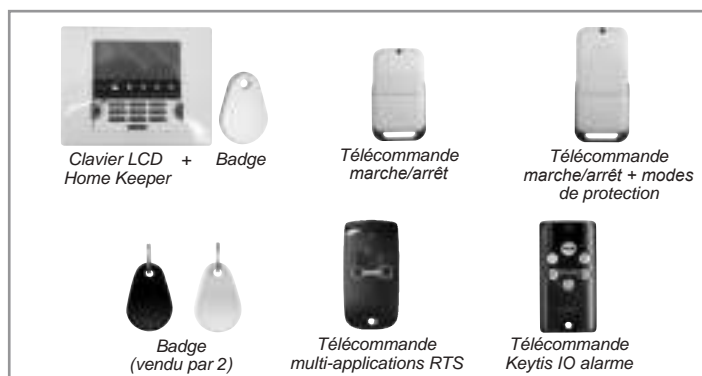 Clavier LCD + Badge
Home Keeper
Télécommande
marche/arrêt
Télécommande
marche/arrêt + modes
de protection
Badge
(vendu par 2)
Télécommande
multi-applications RTS
Télécommande
Keytis IO alarme